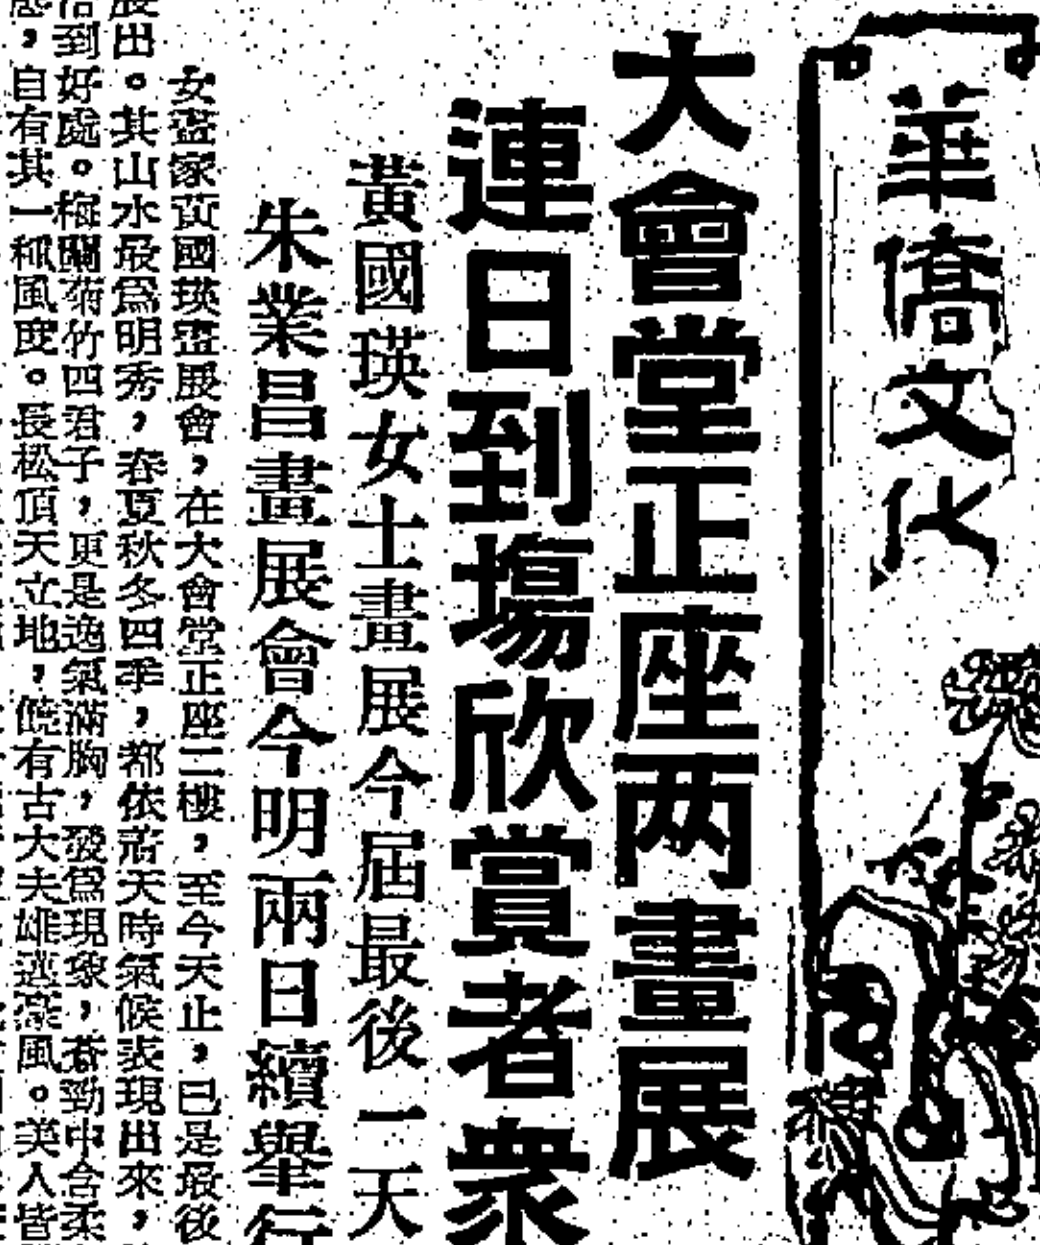 華僑文化
大會堂正座两畫展
連日到塲欣賞者衆
黃國瑛女士畫展今屆最後一天
朱業昌畫展會今明兩日續舉行
女畫家黃國瑛畫展會，在大會堂正座二樓，至今天止，已是最後
展出。其山水最爲明秀，春夏秋冬四季，都依着天時氣候表現出來，
恰到好處。梅蘭菊竹四君子，更是逸氣滿胸，發爲現象，蒼勁中含柔
，自有其一種風度。長松頂天立地，饒有古大夫雄邁高風。美人皆